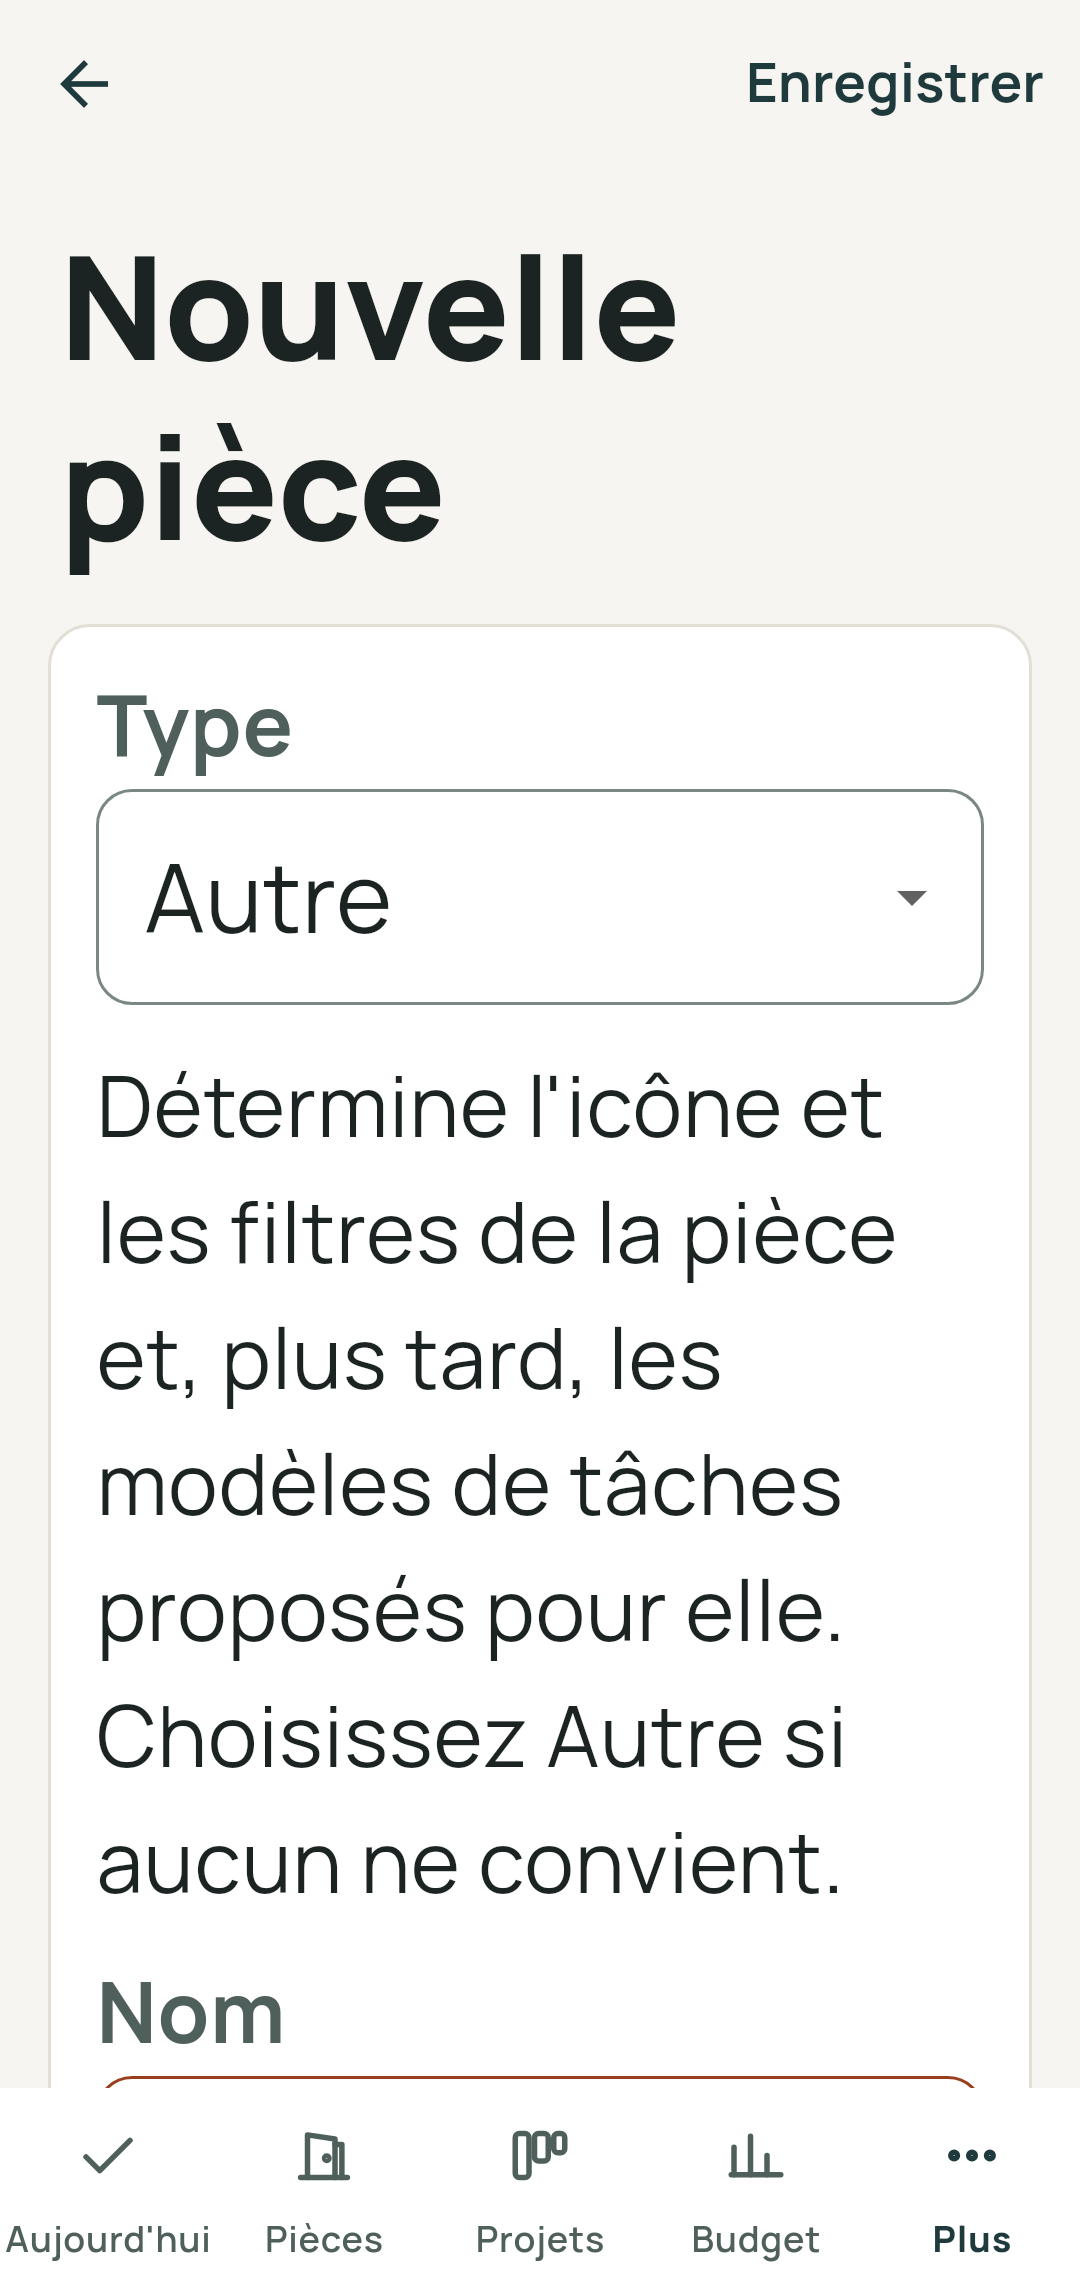 Enregistrer
Nouvelle
pièce
Type
Autre
Détermine l'icône et
les filtres de la pièce
et, plus tard, les
modèles de tâches
proposés pour elle.
Choisissez Autre si
aucun ne convient.
Nom
Aujourd'hui
Pièces
Projets
Budget
Plus